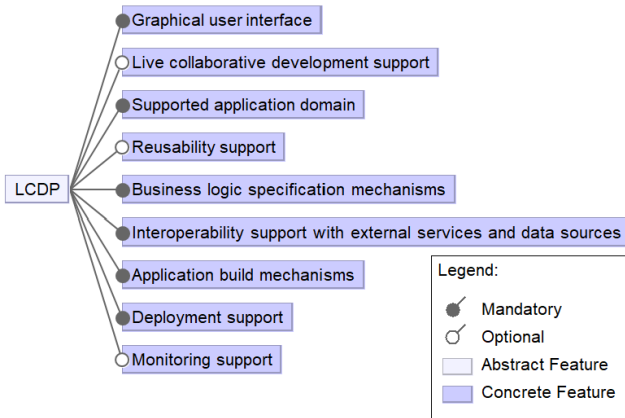 Graphical user interface
Live collaborative development support
Supported application domain
Reusability support
LCDP
Business logic specification mechanisms
Interoperability support with external services and data sources
Application build mechanisms
Deployment support
Monitoring support
Legend:
Mandatory
Optional
Abstract Feature
Concrete Feature